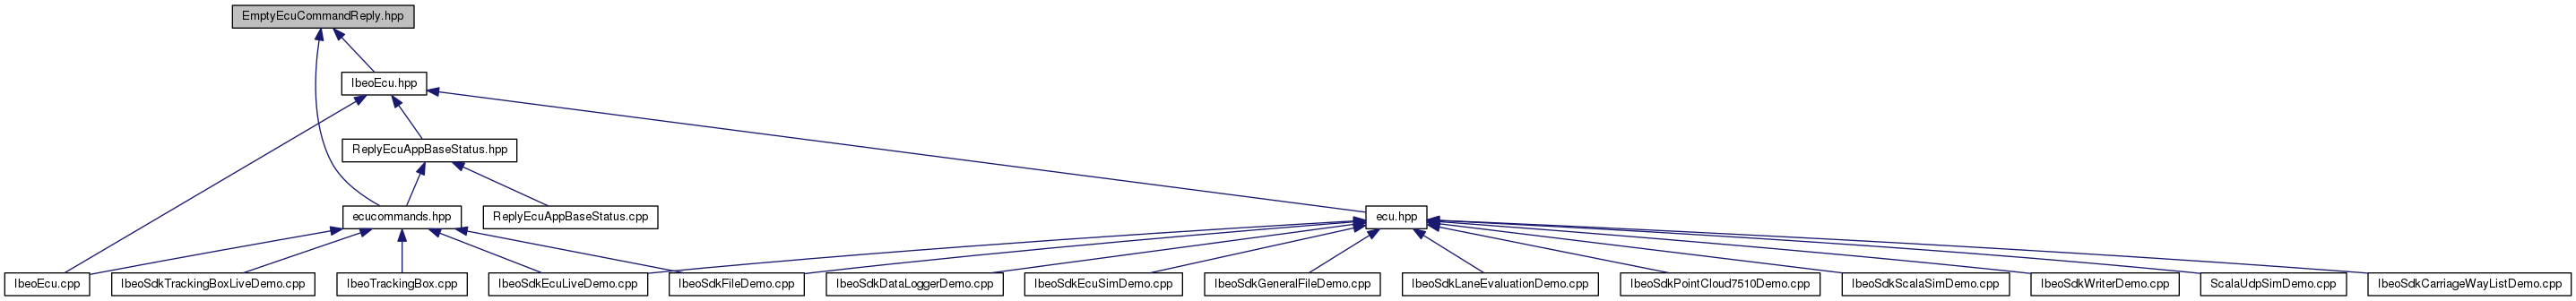 EmptyEcuCommandReply.hpp
IbeoEcu.hpp
ReplyEcuAppBaseStatus.hpp
ecucommands.hpp
ReplyEcuAppBaseStatus.cpp
ecu.hpp
IbeoEcu.cpp
IbeoSdkTrackingBoxLiveDemo.cpp
IbeoTrackingBox.cpp
IbeoSdkEcuLiveDemo.cpp
IbeoSdkFileDemo.cpp
IbeoSdkDataLoggerDemo.cpp
IbeoSdkEcuSimDemo.cpp
IbeoSdkGeneralFileDemo.cpp
IbeoSdkLaneEvaluationDemo.cpp
IbeoSdkPointCloud7510Demo.cpp
IbeoSdkScalaSimDemo.cpp
IbeoSdkWriterDemo.cpp
ScalaUdpSimDemo.cpp
IbeoSdkCarriageWayListDemo.cpp